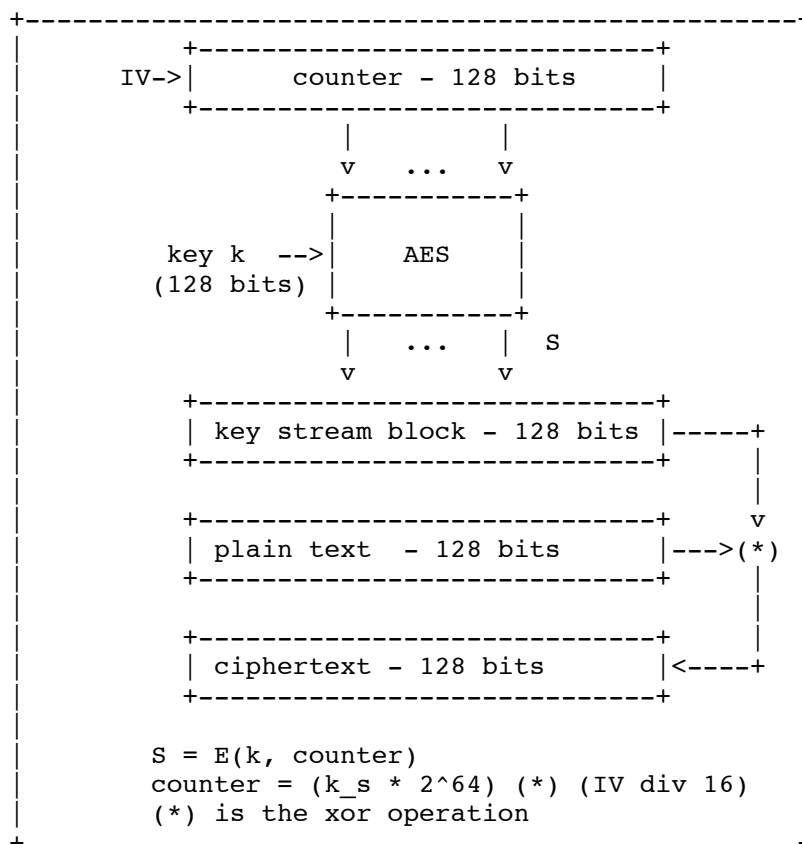 IV->
counter - 128 bits
v ... v
key k -->
AES
(128 bits)
... S
v v
key stream block - 128 bits
v
plain text - 128 bits --->(*)
ciphertext - 128 bits <----+
S = E(k, counter)
counter = (k_s * 2^64) (*) (IV div 16)
(*) is the xor operation